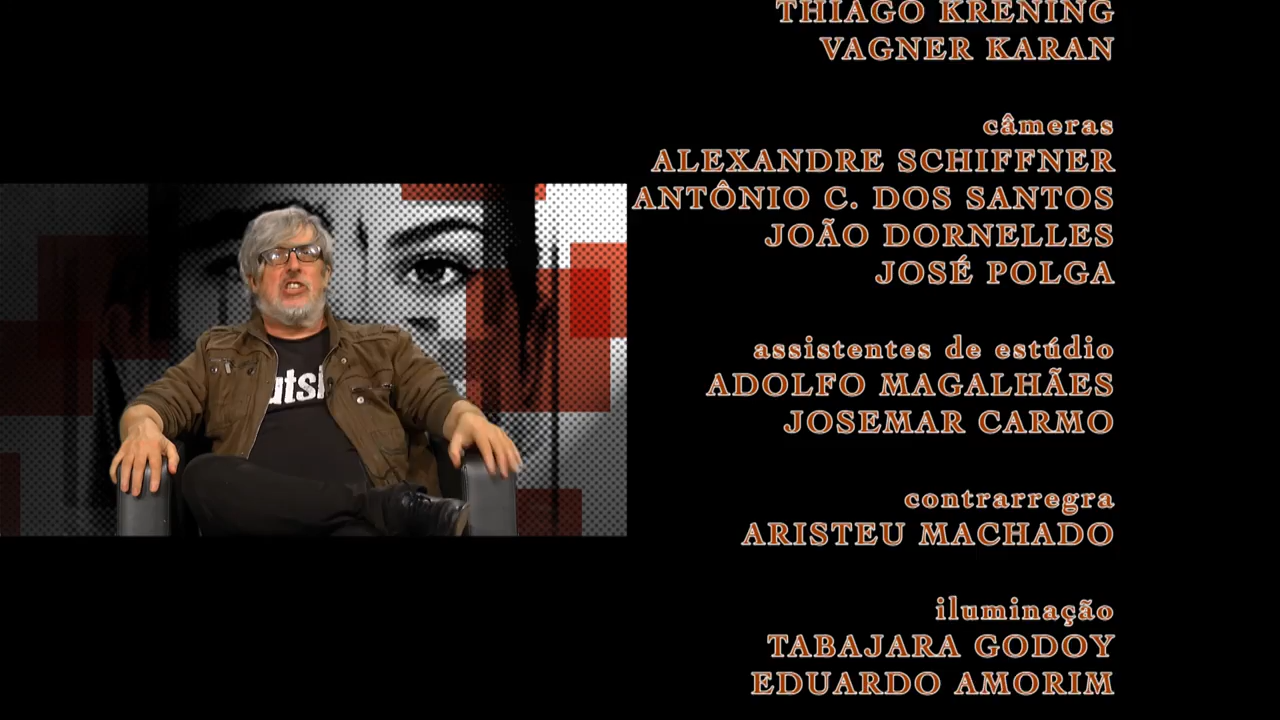 THIAGO KRENING
VAGNER KARAN
câmeras
ALEXANDRE SCHIFFNER
ANTÔNIO C. DOS SANTOS
JOÃO DORNELLES
JOSÉ POLGA
assistentes de estúdio
ADOLFO MAGALHÃES
JOSEMAR CARMO
contrarregra
ARISTEU MACHADO
iluminação
TABAJARA GODOY
EDUARDO AMORIM